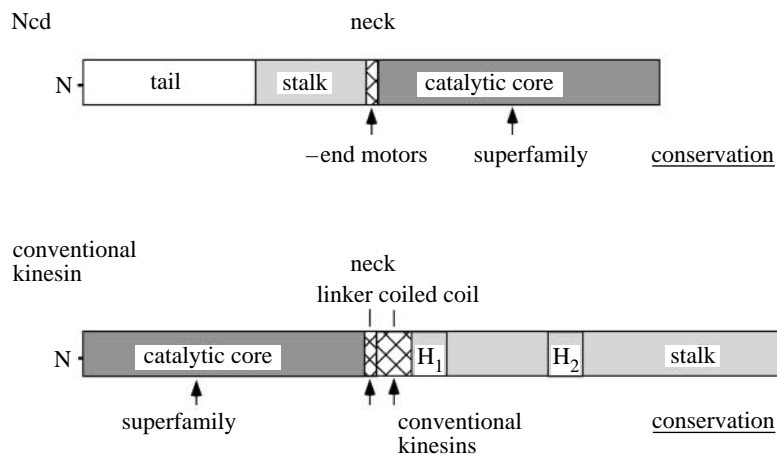 Ncd
neck
N
tail
stalk
catalytic core
–end motors
superfamily
conservation
conventional
kinesin
neck
linker coiled coil
N
catalytic core
H1
H2
stalk
superfamily
conventional
kinesins
conservation